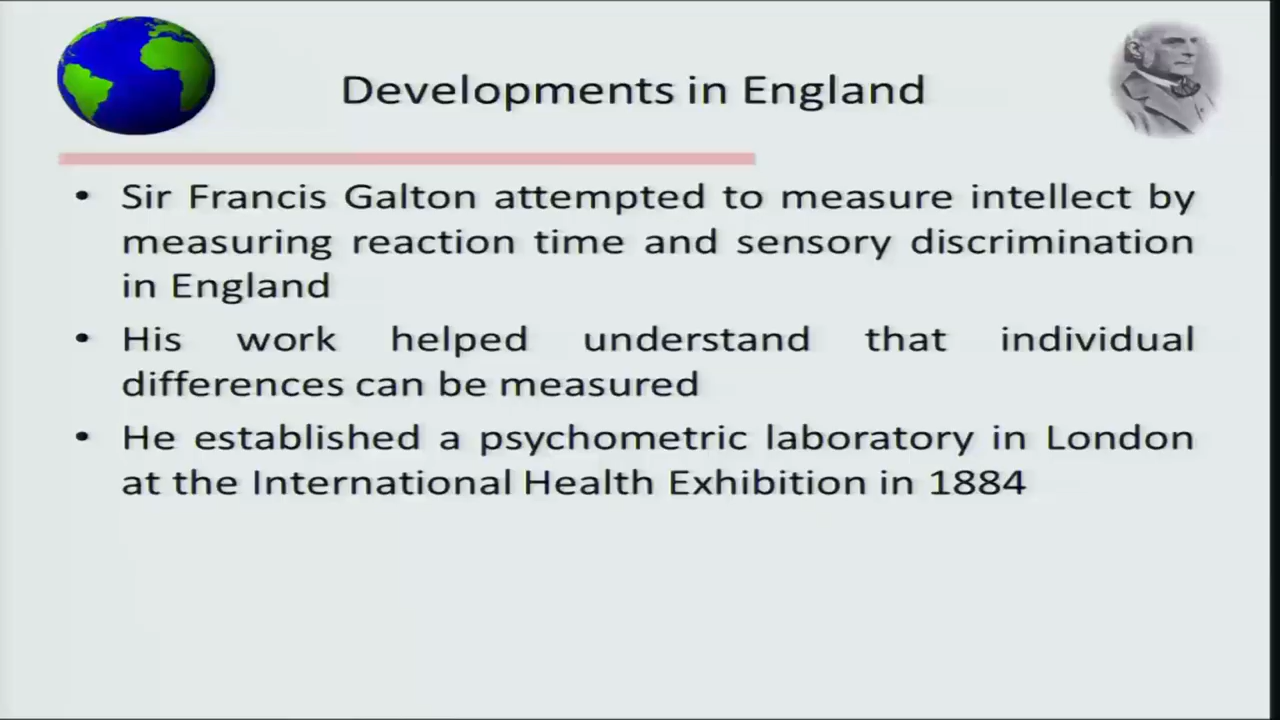 Developments in England
• Sir Francis Galton attempted to measure intellect by
measuring reaction time and sensory discrimination
in England
• His work helped understand that individual
differences can be measured
• He established a psychometric laboratory in London
at the International Health Exhibition in 1884